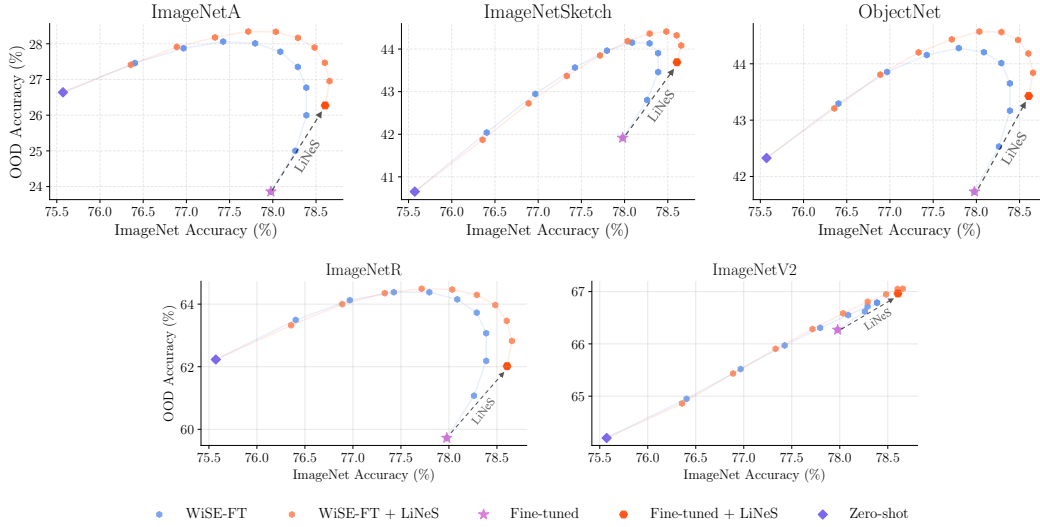 ImageNetA
ImageNetSketch
ObjectNet
OOD Accuracy (%)
28
27
26
25
24
LiNeS
75.5 76.0 76.5 77.0 77.5 78.0 78.5
ImageNet Accuracy (%)
44
43
42
41
LiNeS
75.5 76.0 76.5 77.0 77.5 78.0 78.5
ImageNet Accuracy (%)
44
43
42
LiNeS
75.5 76.0 76.5 77.0 77.5 78.0 78.5
ImageNet Accuracy (%)
ImageNetR
ImageNetV2
OOD Accuracy (%)
64
62
60
LiNeS
75.5 76.0 76.5 77.0 77.5 78.0 78.5
ImageNet Accuracy (%)
67
66
65
LiNeS
75.5 76.0 76.5 77.0 77.5 78.0 78.5
ImageNet Accuracy (%)
WiSE-FT WiSE-FT + LiNeS Fine-tuned Fine-tuned + LiNeS Zero-shot